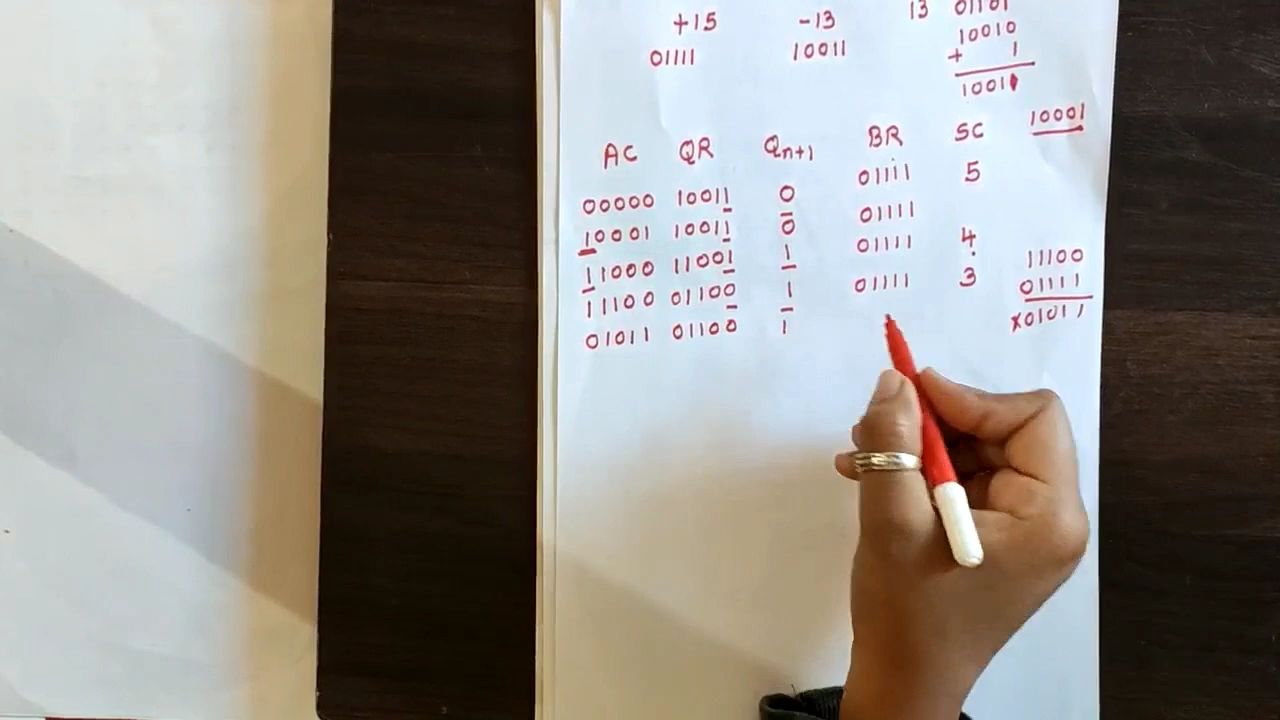 +15 -13 13 01101
01111 10011 10010
+ 1
1001
10001
AC QR Qn+1 BR SC
00000 10011 0 01111 5
10001 10011 0 01111
11000 11001 1 01111 4
11100 01100 1 01111 3
01011 01100 1
11100
01111
x01011